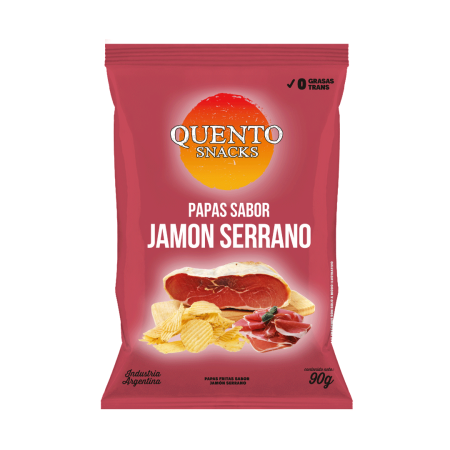 ✓0 GRASAS
TRANS
QUENTO
SNACKS
PAPAS SABOR
JAMON SERRANO
Industria
Argentina
PAPAS FRITAS SABOR
JAMON SERRANO
90g